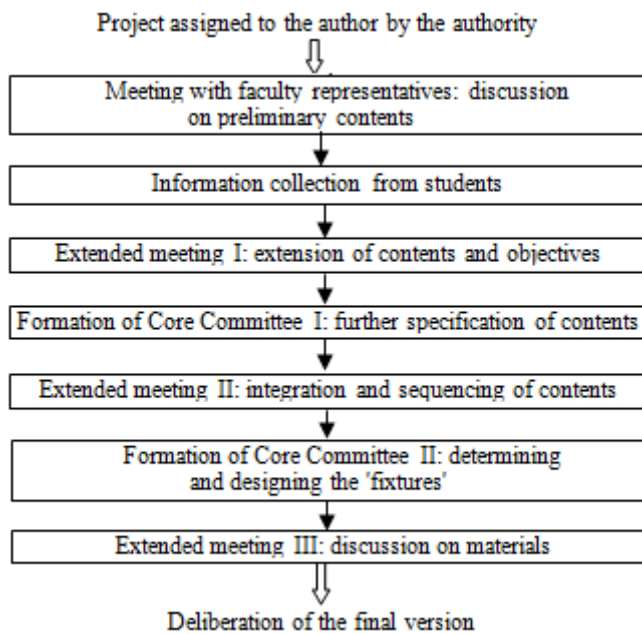 Project assigned to the author by the authority
Meeting with faculty representatives: discussion
on preliminary contents
Information collection from students
Extended meeting I: extension of contents and objectives
Formation of Core Committee I: further specification of contents
Extended meeting II: integration and sequencing of contents
Formation of Core Committee II: determining
and designing the 'fixtures'
Extended meeting III: discussion on materials
Deliberation of the final version